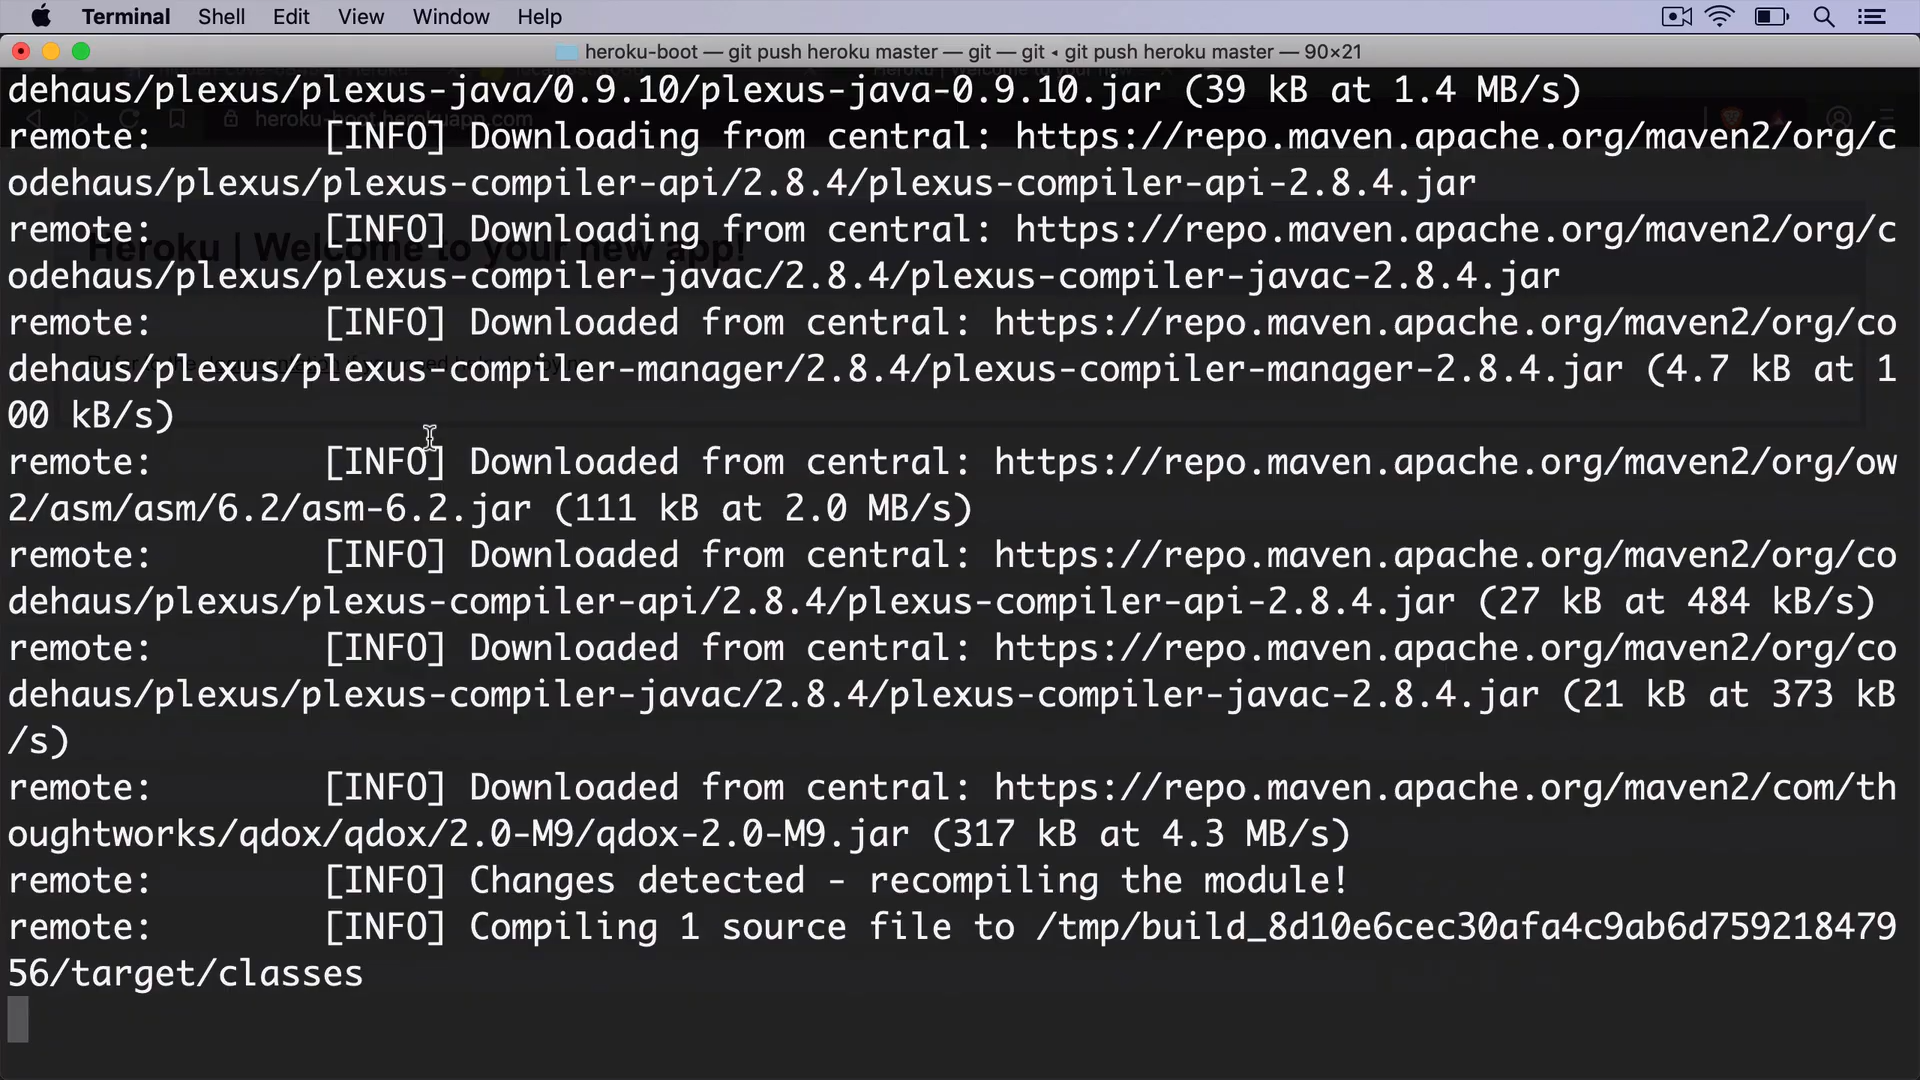 Terminal Shell Edit View Window Help
heroku-boot — git push heroku master — git — git ◂ git push heroku master — 90×21
dehaus/plexus/plexus-java/0.9.10/plexus-java-0.9.10.jar (39 kB at 1.4 MB/s)
heroku-boot.herokuapp.com
remote:        [INFO] Downloading from central: https://repo.maven.apache.org/maven2/org/c
odehaus/plexus/plexus-compiler-api/2.8.4/plexus-compiler-api-2.8.4.jar
remote:        [INFO] Downloading from central: https://repo.maven.apache.org/maven2/org/c
Heroku | Welcome to your new app!
odehaus/plexus/plexus-compiler-javac/2.8.4/plexus-compiler-javac-2.8.4.jar
remote:        [INFO] Downloaded from central: https://repo.maven.apache.org/maven2/org/co
dehaus/plexus/plexus-compiler-manager/2.8.4/plexus-compiler-manager-2.8.4.jar (4.7 kB at 1
00 kB/s)
remote:        [INFO] Downloaded from central: https://repo.maven.apache.org/maven2/org/ow
2/asm/asm/6.2/asm-6.2.jar (111 kB at 2.0 MB/s)
remote:        [INFO] Downloaded from central: https://repo.maven.apache.org/maven2/org/co
dehaus/plexus/plexus-compiler-api/2.8.4/plexus-compiler-api-2.8.4.jar (27 kB at 484 kB/s)
remote:        [INFO] Downloaded from central: https://repo.maven.apache.org/maven2/org/co
dehaus/plexus/plexus-compiler-javac/2.8.4/plexus-compiler-javac-2.8.4.jar (21 kB at 373 kB
/s)
remote:        [INFO] Downloaded from central: https://repo.maven.apache.org/maven2/com/th
oughtworks/qdox/qdox/2.0-M9/qdox-2.0-M9.jar (317 kB at 4.3 MB/s)
remote:        [INFO] Changes detected - recompiling the module!
remote:        [INFO] Compiling 1 source file to /tmp/build_8d10e6cec30afa4c9ab6d759218479
56/target/classes